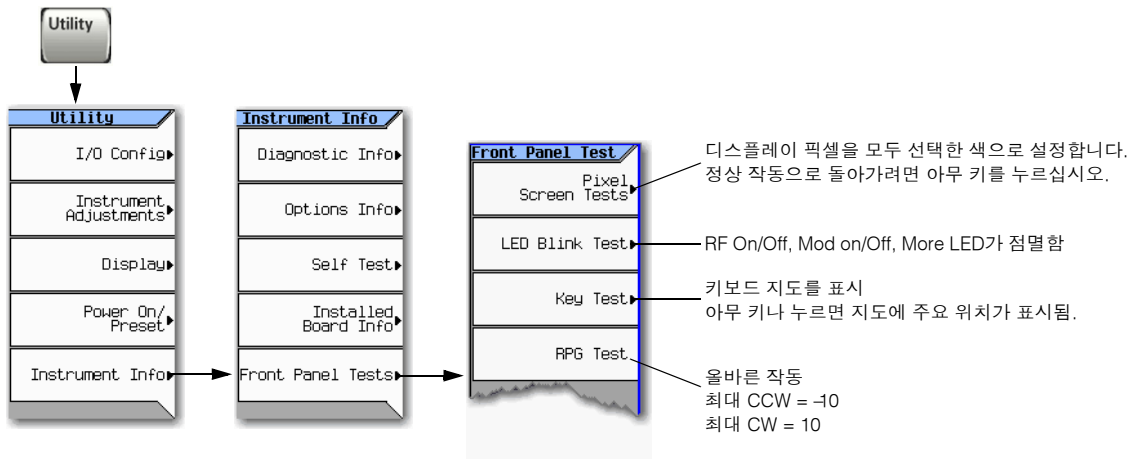 Utility
Utility
I/O Config
Instrument
Adjustments
Display
Power On/
Preset
Instrument Info
Instrument Info
Diagnostic Info
Options Info
Self Test
Installed
Board Info
Front Panel Tests
Front Panel Test
Pixel
Screen Tests
LED Blink Test
Key Test
RPG Test
디스플레이 픽셀을 모두 선택한 색으로 설정합니다.
정상 작동으로 돌아가려면 아무 키를 누르십시오.
RF On/Off, Mod on/Off, More LED가 점멸함
키보드 지도를 표시
아무 키나 누르면 지도에 주요 위치가 표시됨.
올바른 작동
최대 CCW = –10
최대 CW = 10